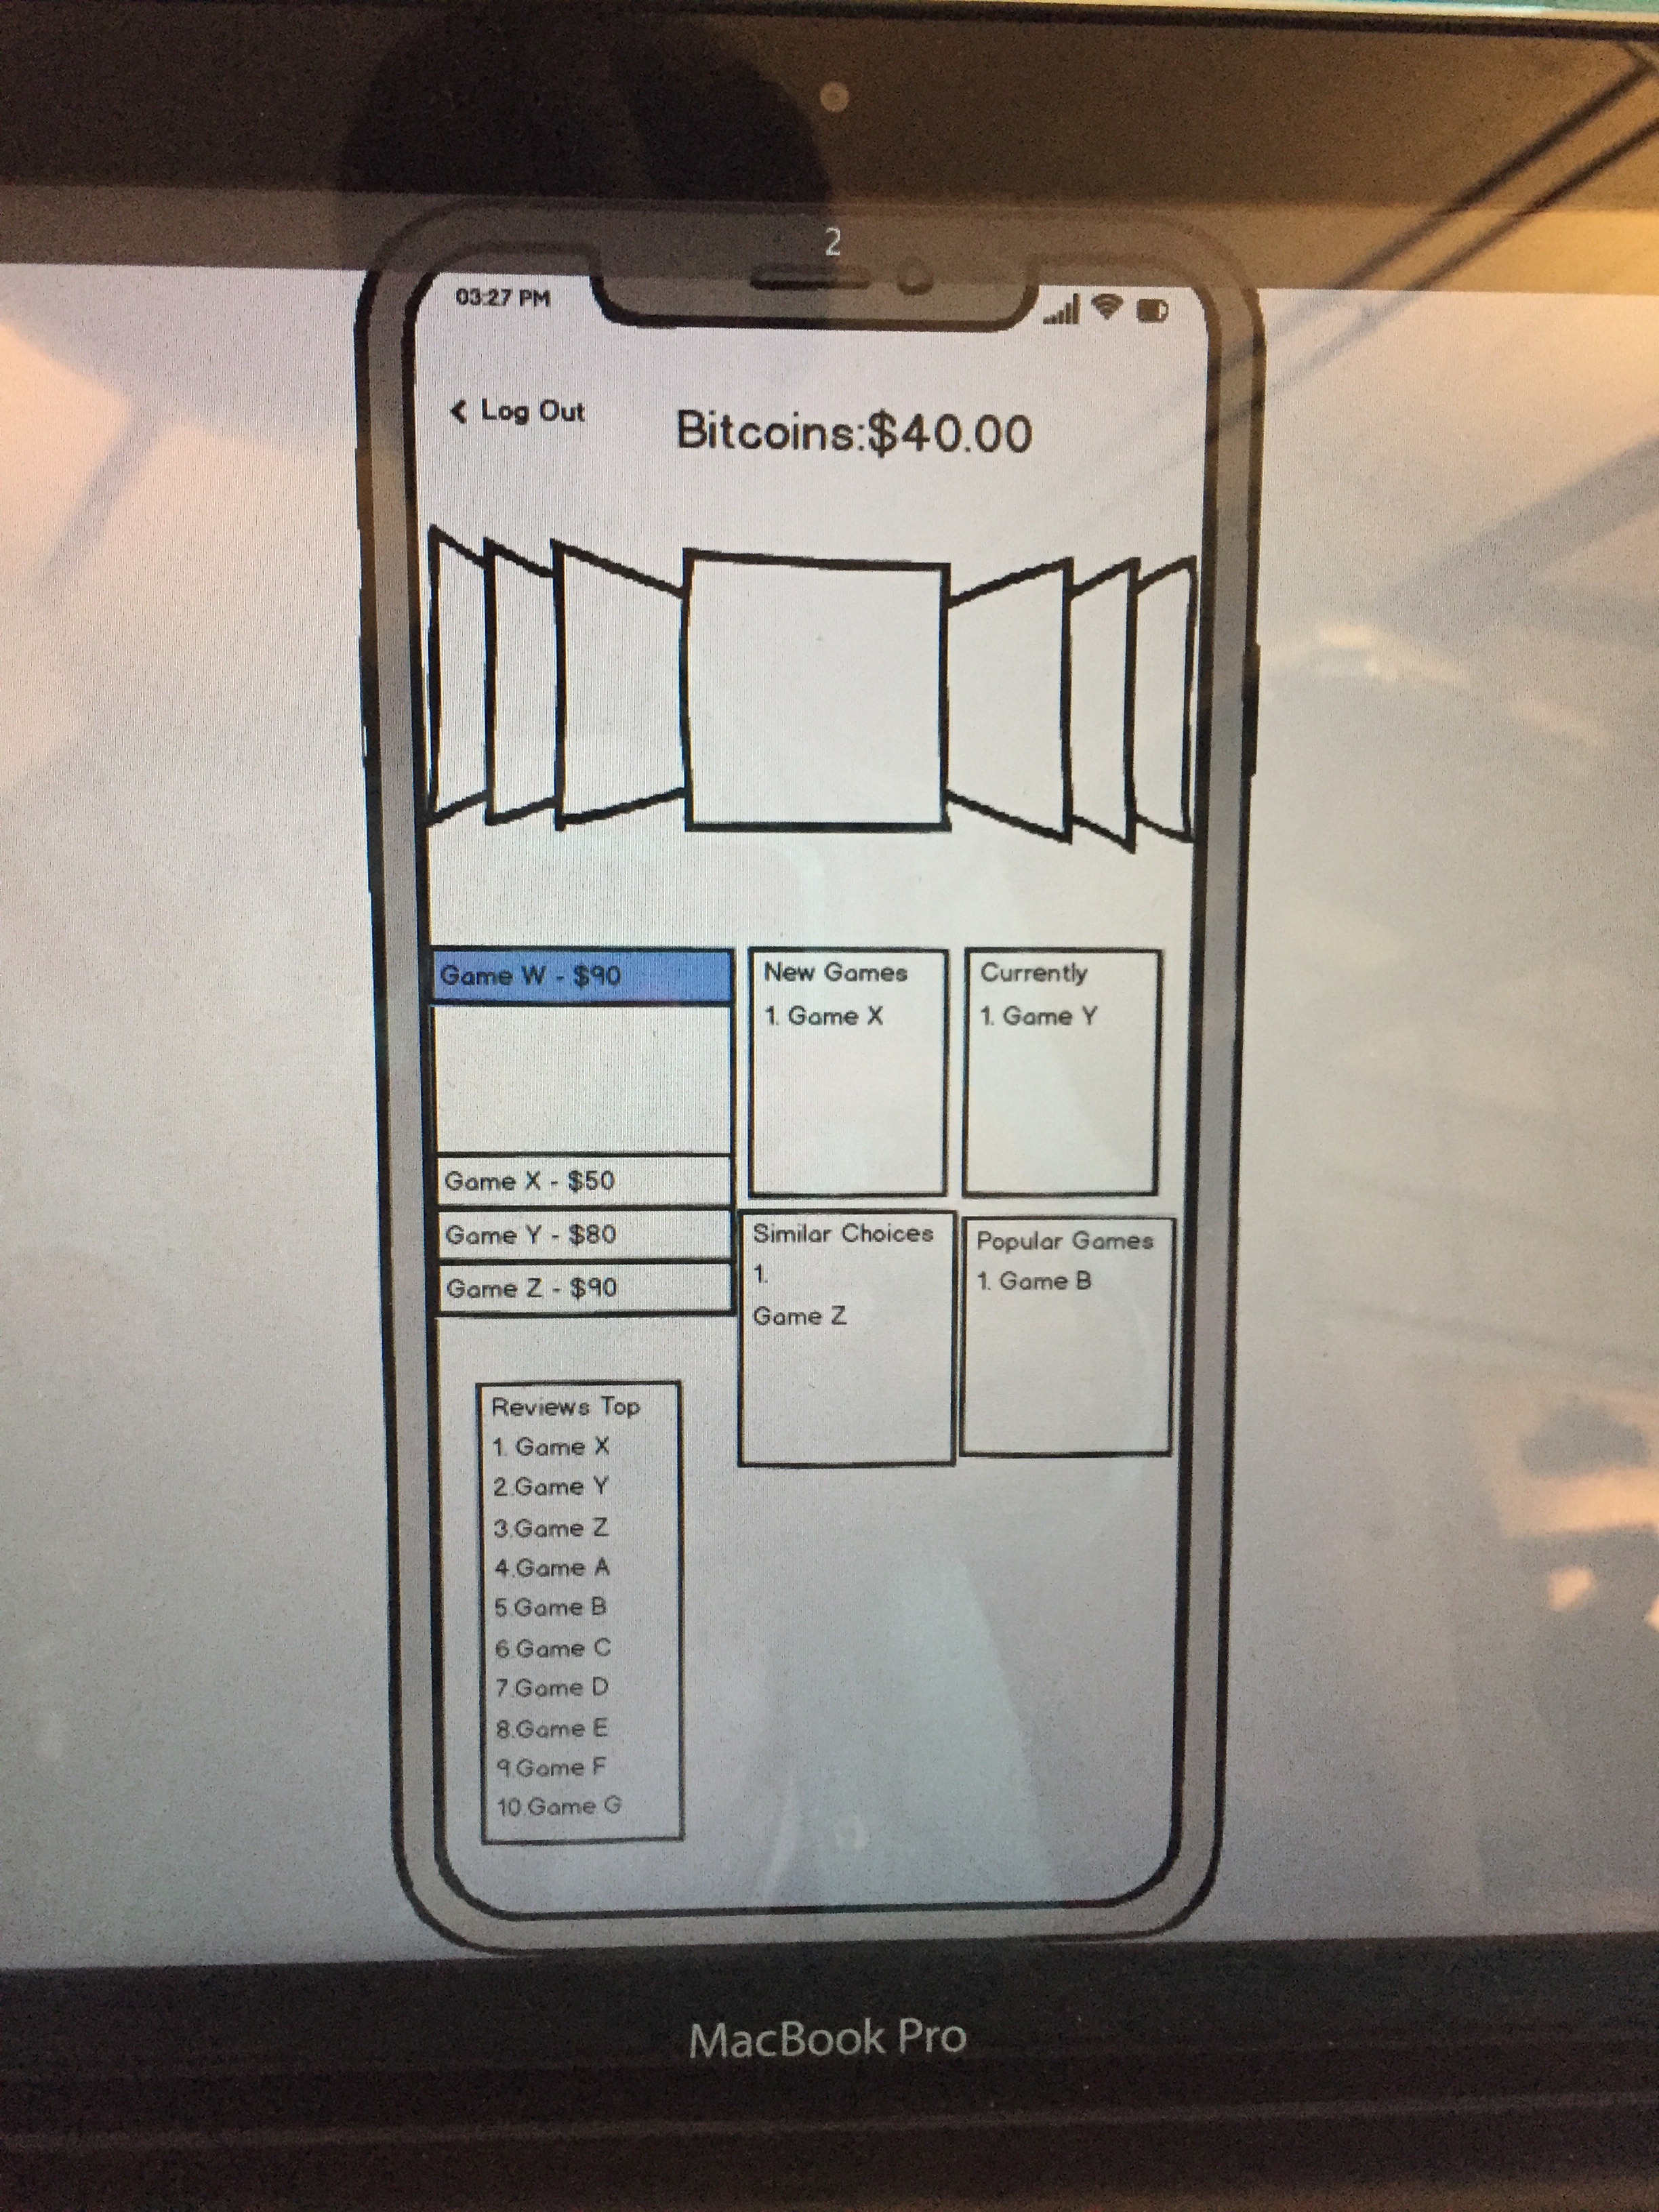 2
03:27 PM
< Log Out
Bitcoins:$40.00
Game W - $90
Game X - $50
Game Y - $80
Game Z - $90
New Games
1. Game X
Currently
1. Game Y
Similar Choices
1.
Game Z
Popular Games
1. Game B
Reviews Top
1. Game X
2.Game Y
3.Game Z
4.Game A
5.Game B
6.Game C
7.Game D
8.Game E
9.Game F
10.Game G
MacBook Pro